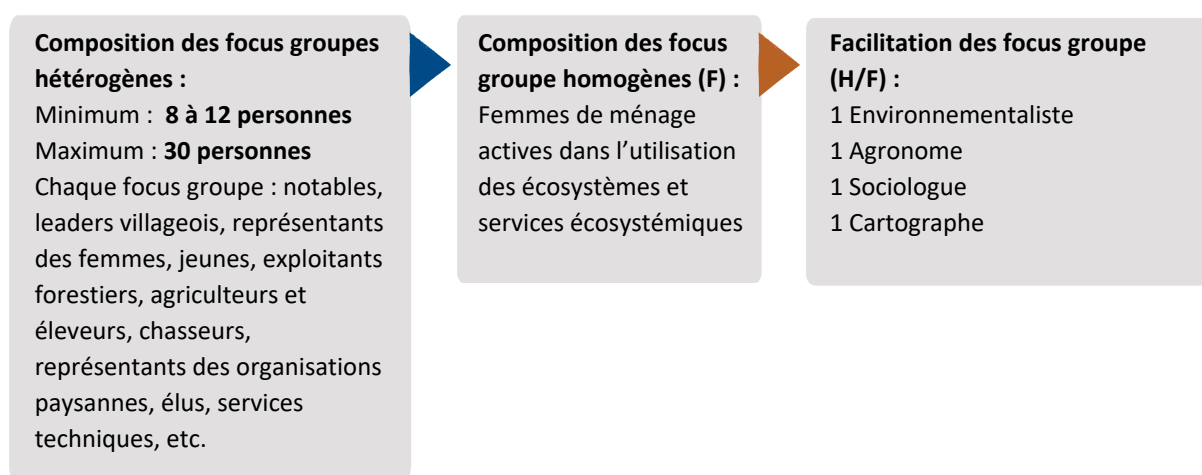 Composition des focus groupes
hétérogènes :
Minimum : 8 à 12 personnes
Maximum : 30 personnes
Chaque focus groupe : notables,
leaders villageois, représentants
des femmes, jeunes, exploitants
forestiers, agriculteurs et
éleveurs, chasseurs,
représentants des organisations
paysannes, élus, services
techniques, etc.
Composition des focus
groupe homogènes (F) :
Femmes de ménage
actives dans l’utilisation
des écosystèmes et
services écosystémiques
Facilitation des focus groupe
(H/F) :
1 Environnementaliste
1 Agronome
1 Sociologue
1 Cartographe